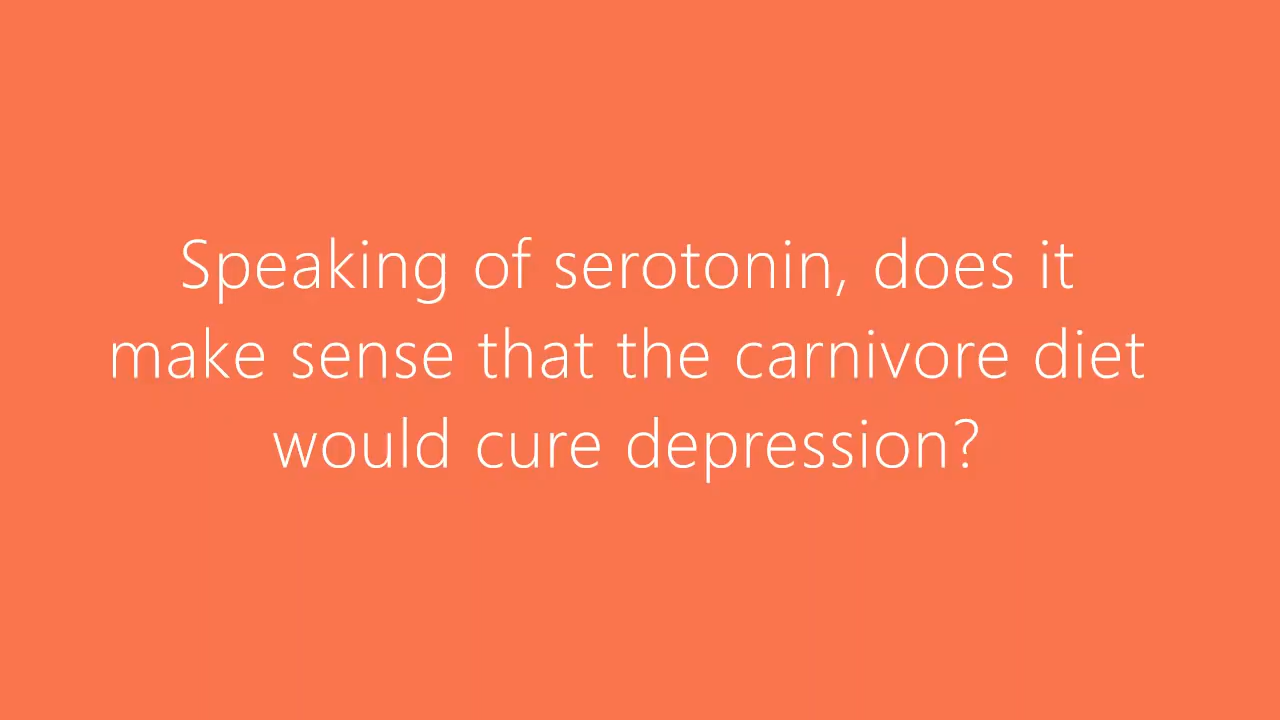 Speaking of serotonin, does it
make sense that the carnivore diet
would cure depression?